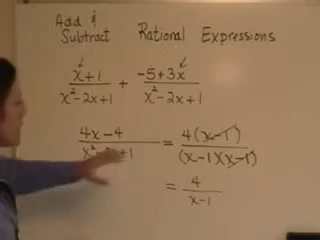 Add &
Subtract Rational Expressions
x+1 / x²-2x+1 + -5+3x / x²-2x+1
4x-4 / x² +1 = 4(x-1) / (x-1)(x-1)
= 4 / x-1